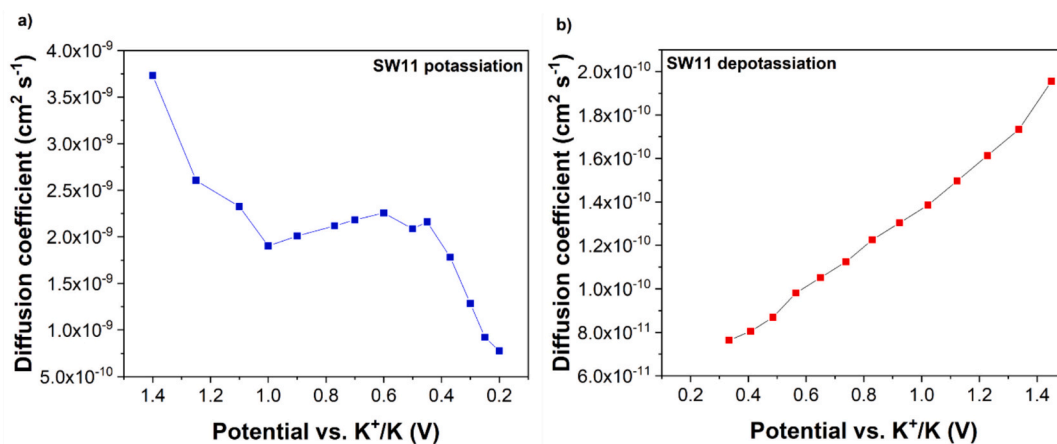 a)
SW11 potassiation
Diffusion coefficient (cm² s⁻¹)
4.0x10⁻⁹
3.5x10⁻⁹
3.0x10⁻⁹
2.5x10⁻⁹
2.0x10⁻⁹
1.5x10⁻⁹
1.0x10⁻⁹
5.0x10⁻¹⁰
1.4 1.2 1.0 0.8 0.6 0.4 0.2
Potential vs. K⁺/K (V)
b)
SW11 depotassiation
Diffusion coefficient (cm² s⁻¹)
2.0x10⁻¹⁰
1.8x10⁻¹⁰
1.6x10⁻¹⁰
1.4x10⁻¹⁰
1.2x10⁻¹⁰
1.0x10⁻¹⁰
8.0x10⁻¹¹
6.0x10⁻¹¹
0.2 0.4 0.6 0.8 1.0 1.2 1.4
Potential vs. K⁺/K (V)